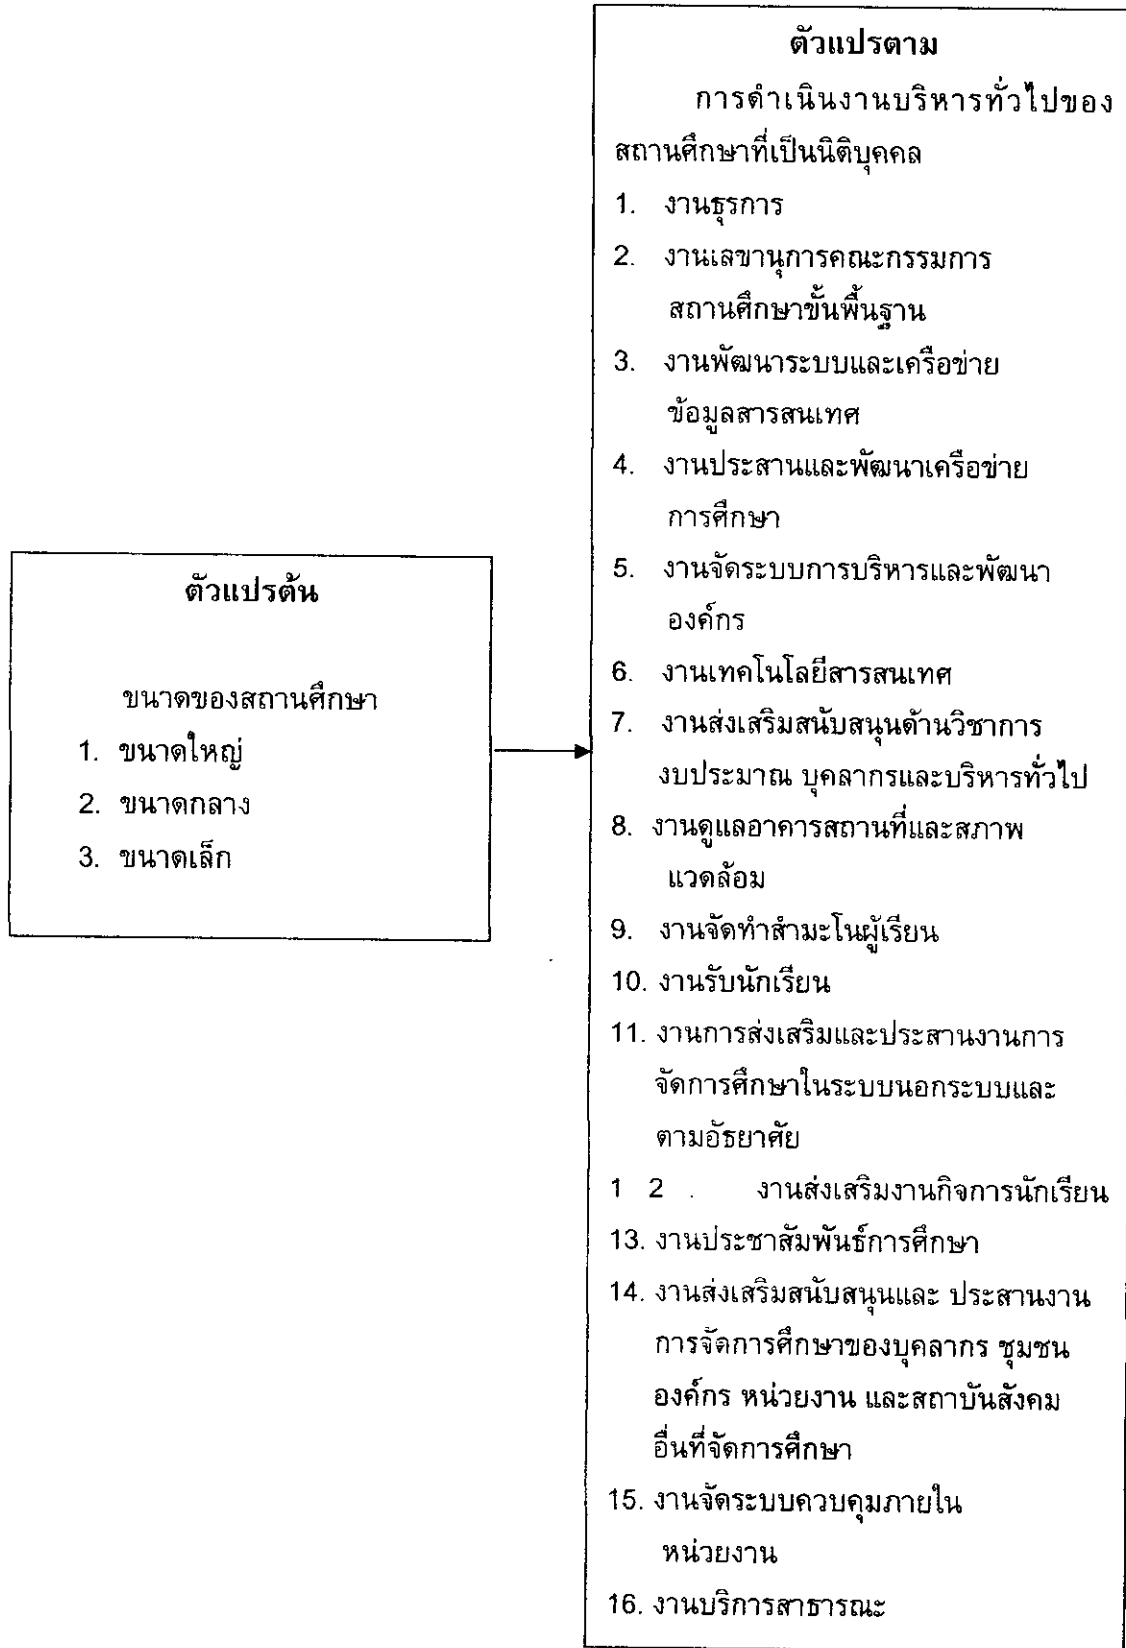 ตัวแปรต้น
ขนาดของสถานศึกษา
1. ขนาดใหญ่
2. ขนาดกลาง
3. ขนาดเล็ก
ตัวแปรตาม
การดำเนินงานบริหารทั่วไปของ
สถานศึกษาที่เป็นนิติบุคคล
1. งานธุรการ
2. งานเลขานุการคณะกรรมการ
สถานศึกษาขั้นพื้นฐาน
3. งานพัฒนาระบบและเครือข่าย
ข้อมูลสารสนเทศ
4. งานประสานและพัฒนาเครือข่าย
การศึกษา
5. งานจัดระบบการบริหารและพัฒนา
องค์กร
6. งานเทคโนโลยีสารสนเทศ
7. งานส่งเสริมสนับสนุนด้านวิชาการ
งบประมาณ บุคลากรและบริหารทั่วไป
8. งานดูแลอาคารสถานที่และสภาพ
แวดล้อม
9. งานจัดทำสำมะโนผู้เรียน
10. งานรับนักเรียน
11. งานการส่งเสริมและประสานงานการ
จัดการศึกษาในระบบนอกระบบและ
ตามอัธยาศัย
1 2 . งานส่งเสริมงานกิจการนักเรียน
13. งานประชาสัมพันธ์การศึกษา
14. งานส่งเสริมสนับสนุนและ ประสานงาน
การจัดการศึกษาของบุคลากร ชุมชน
องค์กร หน่วยงาน และสถาบันสังคม
อื่นที่จัดการศึกษา
15. งานจัดระบบควบคุมภายใน
หน่วยงาน
16. งานบริการสาธารณะ